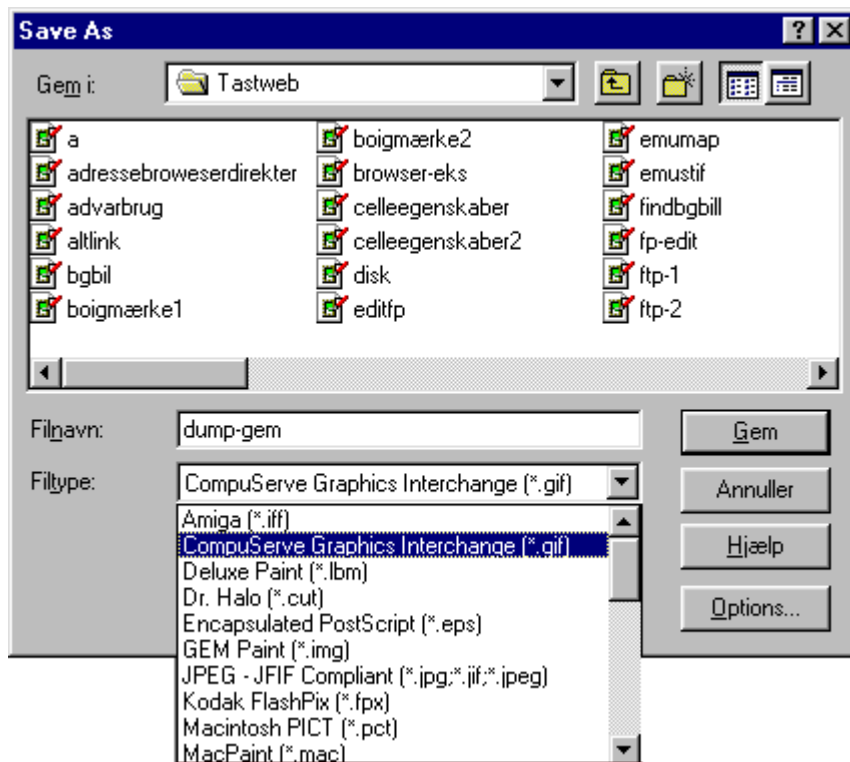 Save As
Gem i: Tastweb
a boigmærke2 emumap
adressebroweserdirekter browser-eks emustif
advarbrug celleegenskaber findbgbill
altlink celleegenskaber2 fp-edit
bgbil disk ftp-1
boigmærke1 editfp ftp-2
Filnavn: dump-gem Gem
Filtype: CompuServe Graphics Interchange (*.gif) Annuller
Amiga (*.iff)
CompuServe Graphics Interchange (*.gif) Hjælp
Deluxe Paint (*.lbm)
Dr. Halo (*.cut) Options...
Encapsulated PostScript (*.eps)
GEM Paint (*.img)
JPEG - JFIF Compliant (*.jpg;*.jif;*.jpeg)
Kodak FlashPix (*.fpx)
Macintosh PICT (*.pct)
MacPaint (*.mac)